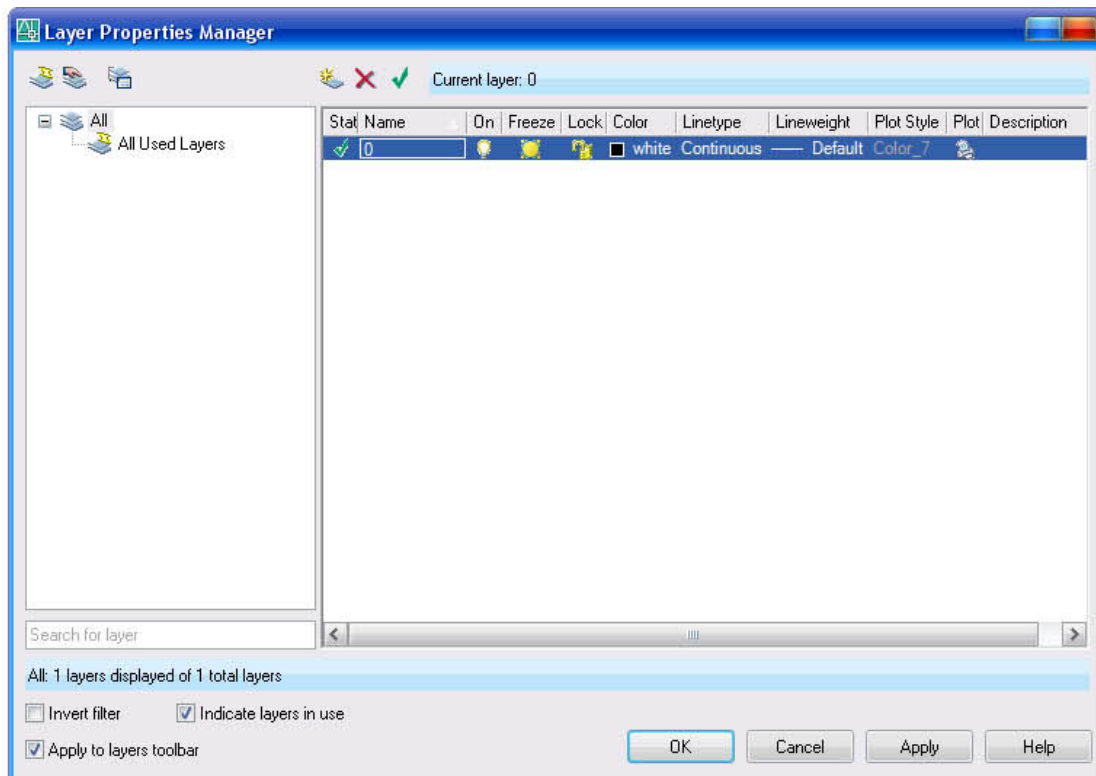 Layer Properties Manager
Current layer: 0
All
All Used Layers
Stat Name On Freeze Lock Color Linetype Lineweight Plot Style Plot Description
0 white Continuous Default Color_7
Search for layer
All: 1 layers displayed of 1 total layers
Invert filter Indicate layers in use
Apply to layers toolbar
OK Cancel Apply Help